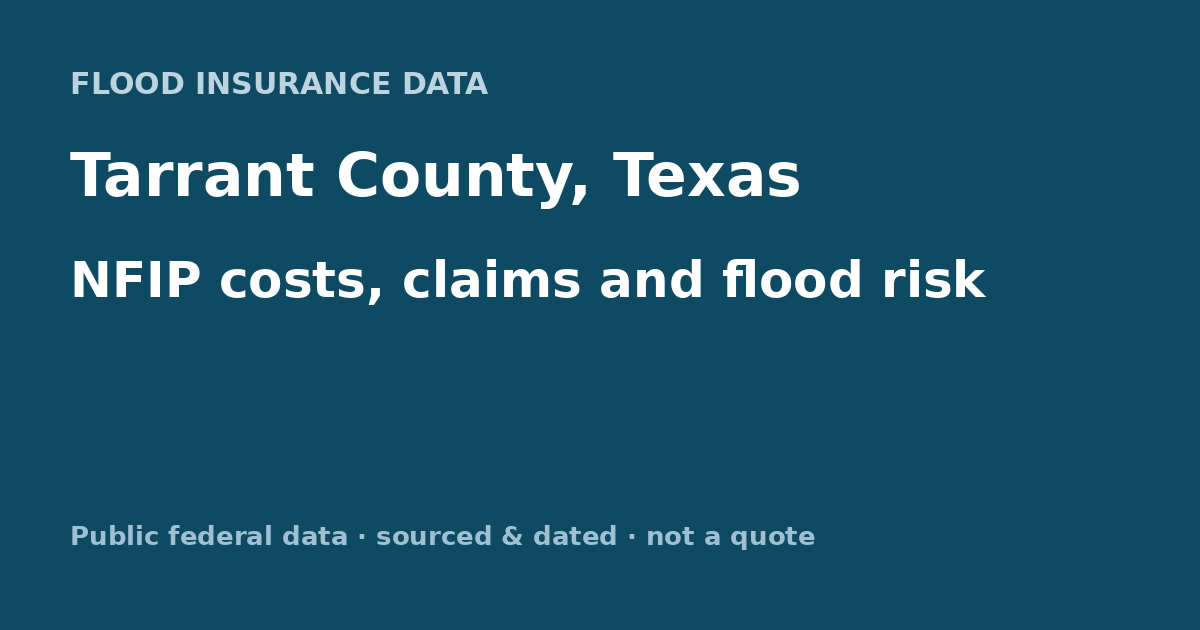 FLOOD INSURANCE DATA
Tarrant County, Texas
NFIP costs, claims and flood risk
Public federal data · sourced & dated · not a quote